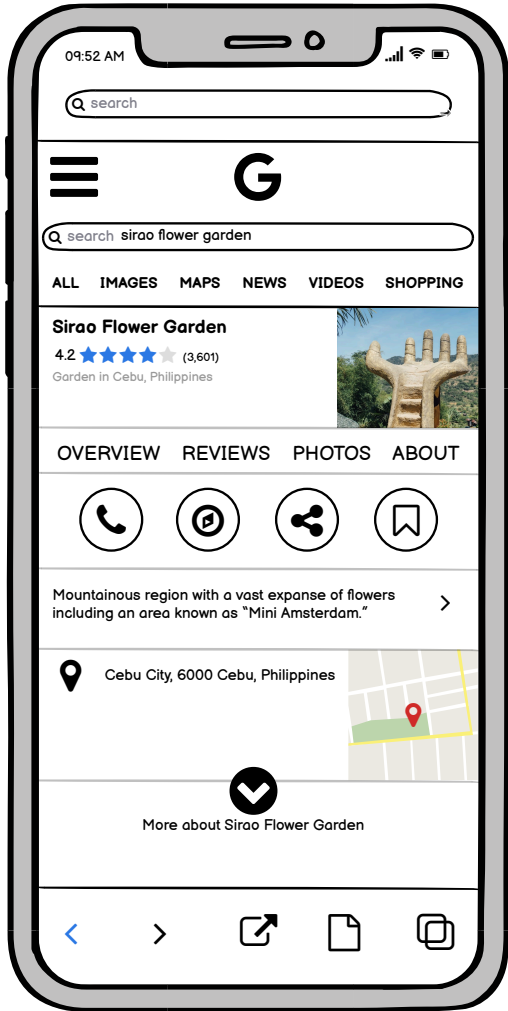 09:52 AM
search
G
search sirao flower garden
ALL IMAGES MAPS NEWS VIDEOS SHOPPING
Sirao Flower Garden
4.2 (3,601)
Garden in Cebu, Philippines
OVERVIEW REVIEWS PHOTOS ABOUT
Mountainous region with a vast expanse of flowers
including an area known as “Mini Amsterdam.”
Cebu City, 6000 Cebu, Philippines
More about Sirao Flower Garden